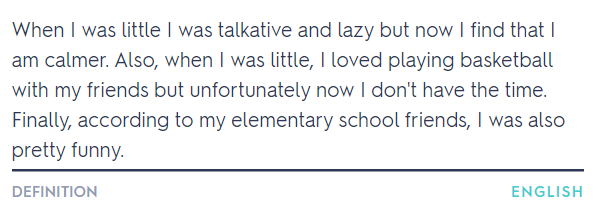 When I was little I was talkative and lazy but now I find that I
am calmer. Also, when I was little, I loved playing basketball
with my friends but unfortunately now I don't have the time.
Finally, according to my elementary school friends, I was also
pretty funny.
DEFINITION
ENGLISH